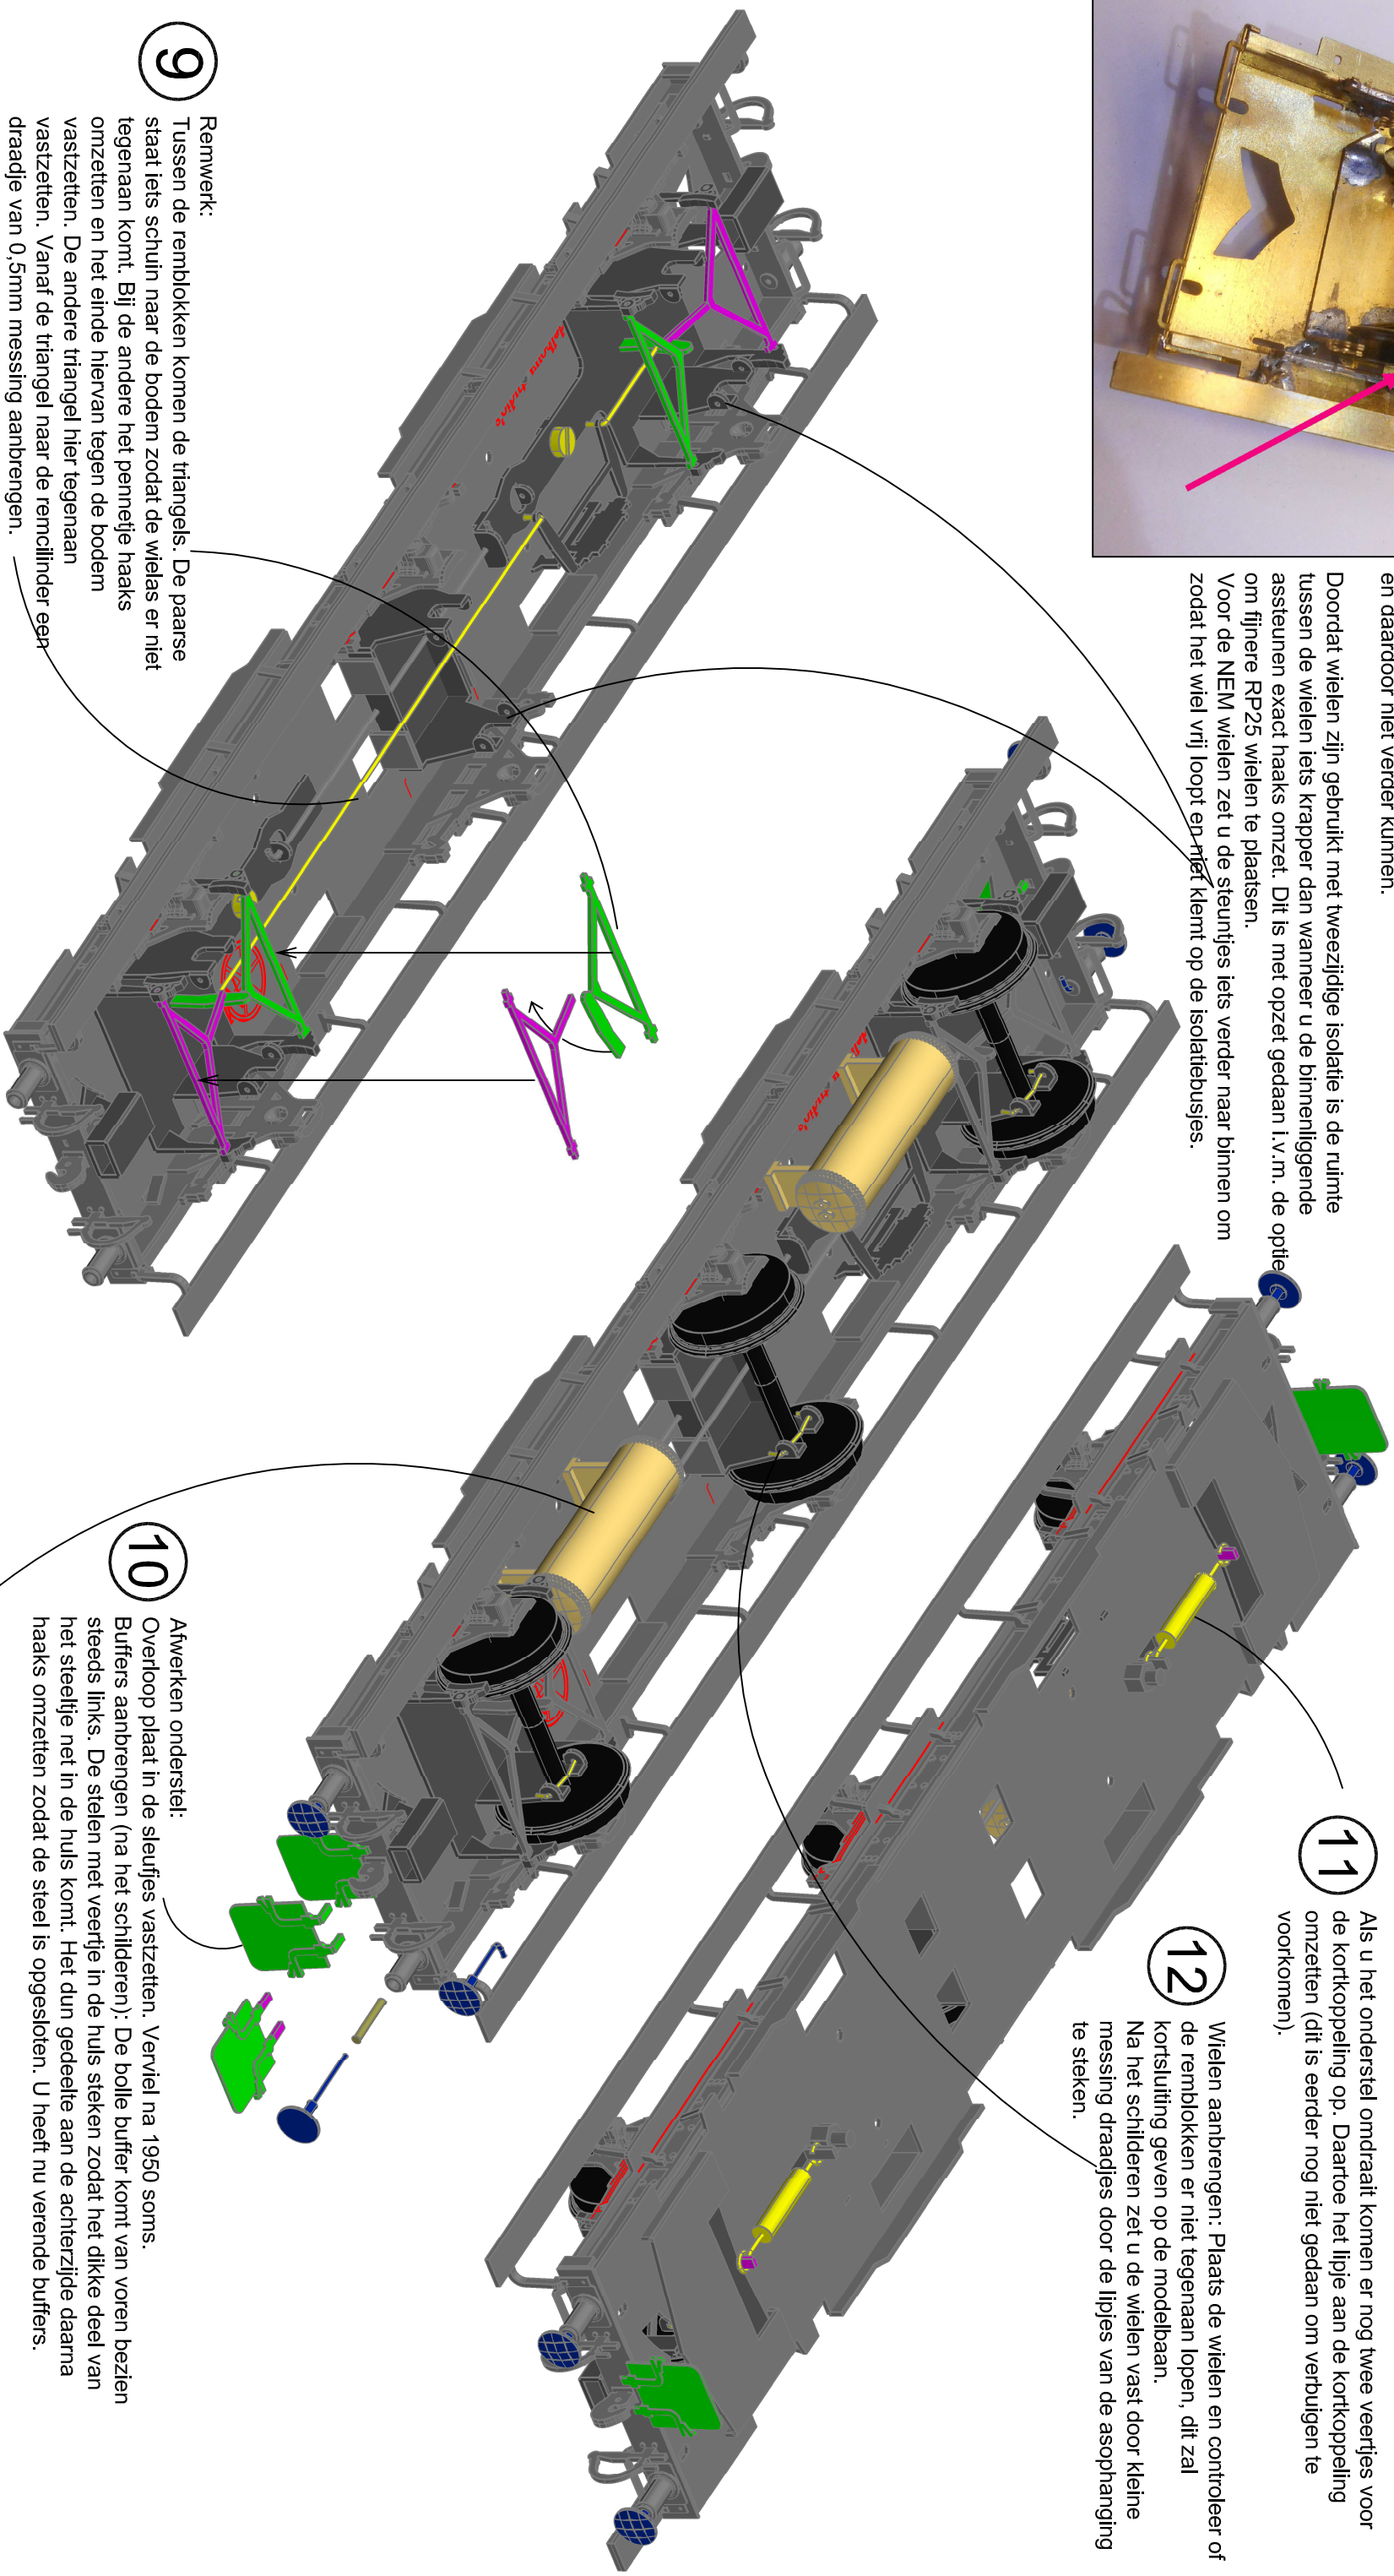 en daardoor niet verder kunnen.
Doordat wielen zijn gebruikt met tweezijdige isolatie is de ruimte
tussen de wielen iets krapper dan wanneer u de binnenliggende
assteunen exact haaks omzet. Dit is met opzet gedaan i.v.m. de optie
om fijnere RP25 wielen te plaatsen.
Voor de NEM wielen zet u de steuntjes iets verder naar binnen om
zodat het wiel vrij loopt en niet klemt op de isolatiebusjes.
9
Remwerk:
Tussen de remblokken komen de triangels. De paarse
staat iets schuin naar de bodem zodat de wielas er niet
tegenaan komt. Bij de andere het pennetje haaks
omzetten en het einde hiervan tegen de bodem
vastzetten. De andere triangel hier tegenaan
vastzetten. Vanaf de triangel naar de remcilinder een
draadje van 0,5mm messing aanbrengen.
10
Afwerken onderstel:
Overloop plaat in de sleufjes vastzetten. Verviel na 1950 soms.
Buffers aanbrengen (na het schilderen): De bolle buffer komt van voren bezien
steeds links. De stelen met veertje in de huls steken zodat het dikke deel van
het steeltje net in de huls komt. Het dun gedeelte aan de achterzijde daarna
haaks omzetten zodat de steel is opgesloten. U heeft nu verende buffers.
11
Als u het onderstel omdraait komen er nog twee veertjes voor
de kortkoppeling op. Daartoe het lipje aan de kortkoppeling
omzetten (dit is eerder nog niet gedaan om verbuigen te
voorkomen).
12
Wielen aanbrengen: Plaats de wielen en controleer of
de remblokken er niet tegenaan lopen, dit zal
kortsluiting geven op de modelbaan.
Na het schilderen zet u de wielen vast door kleine
messing draadjes door de lipjes van de asophanging
te steken.